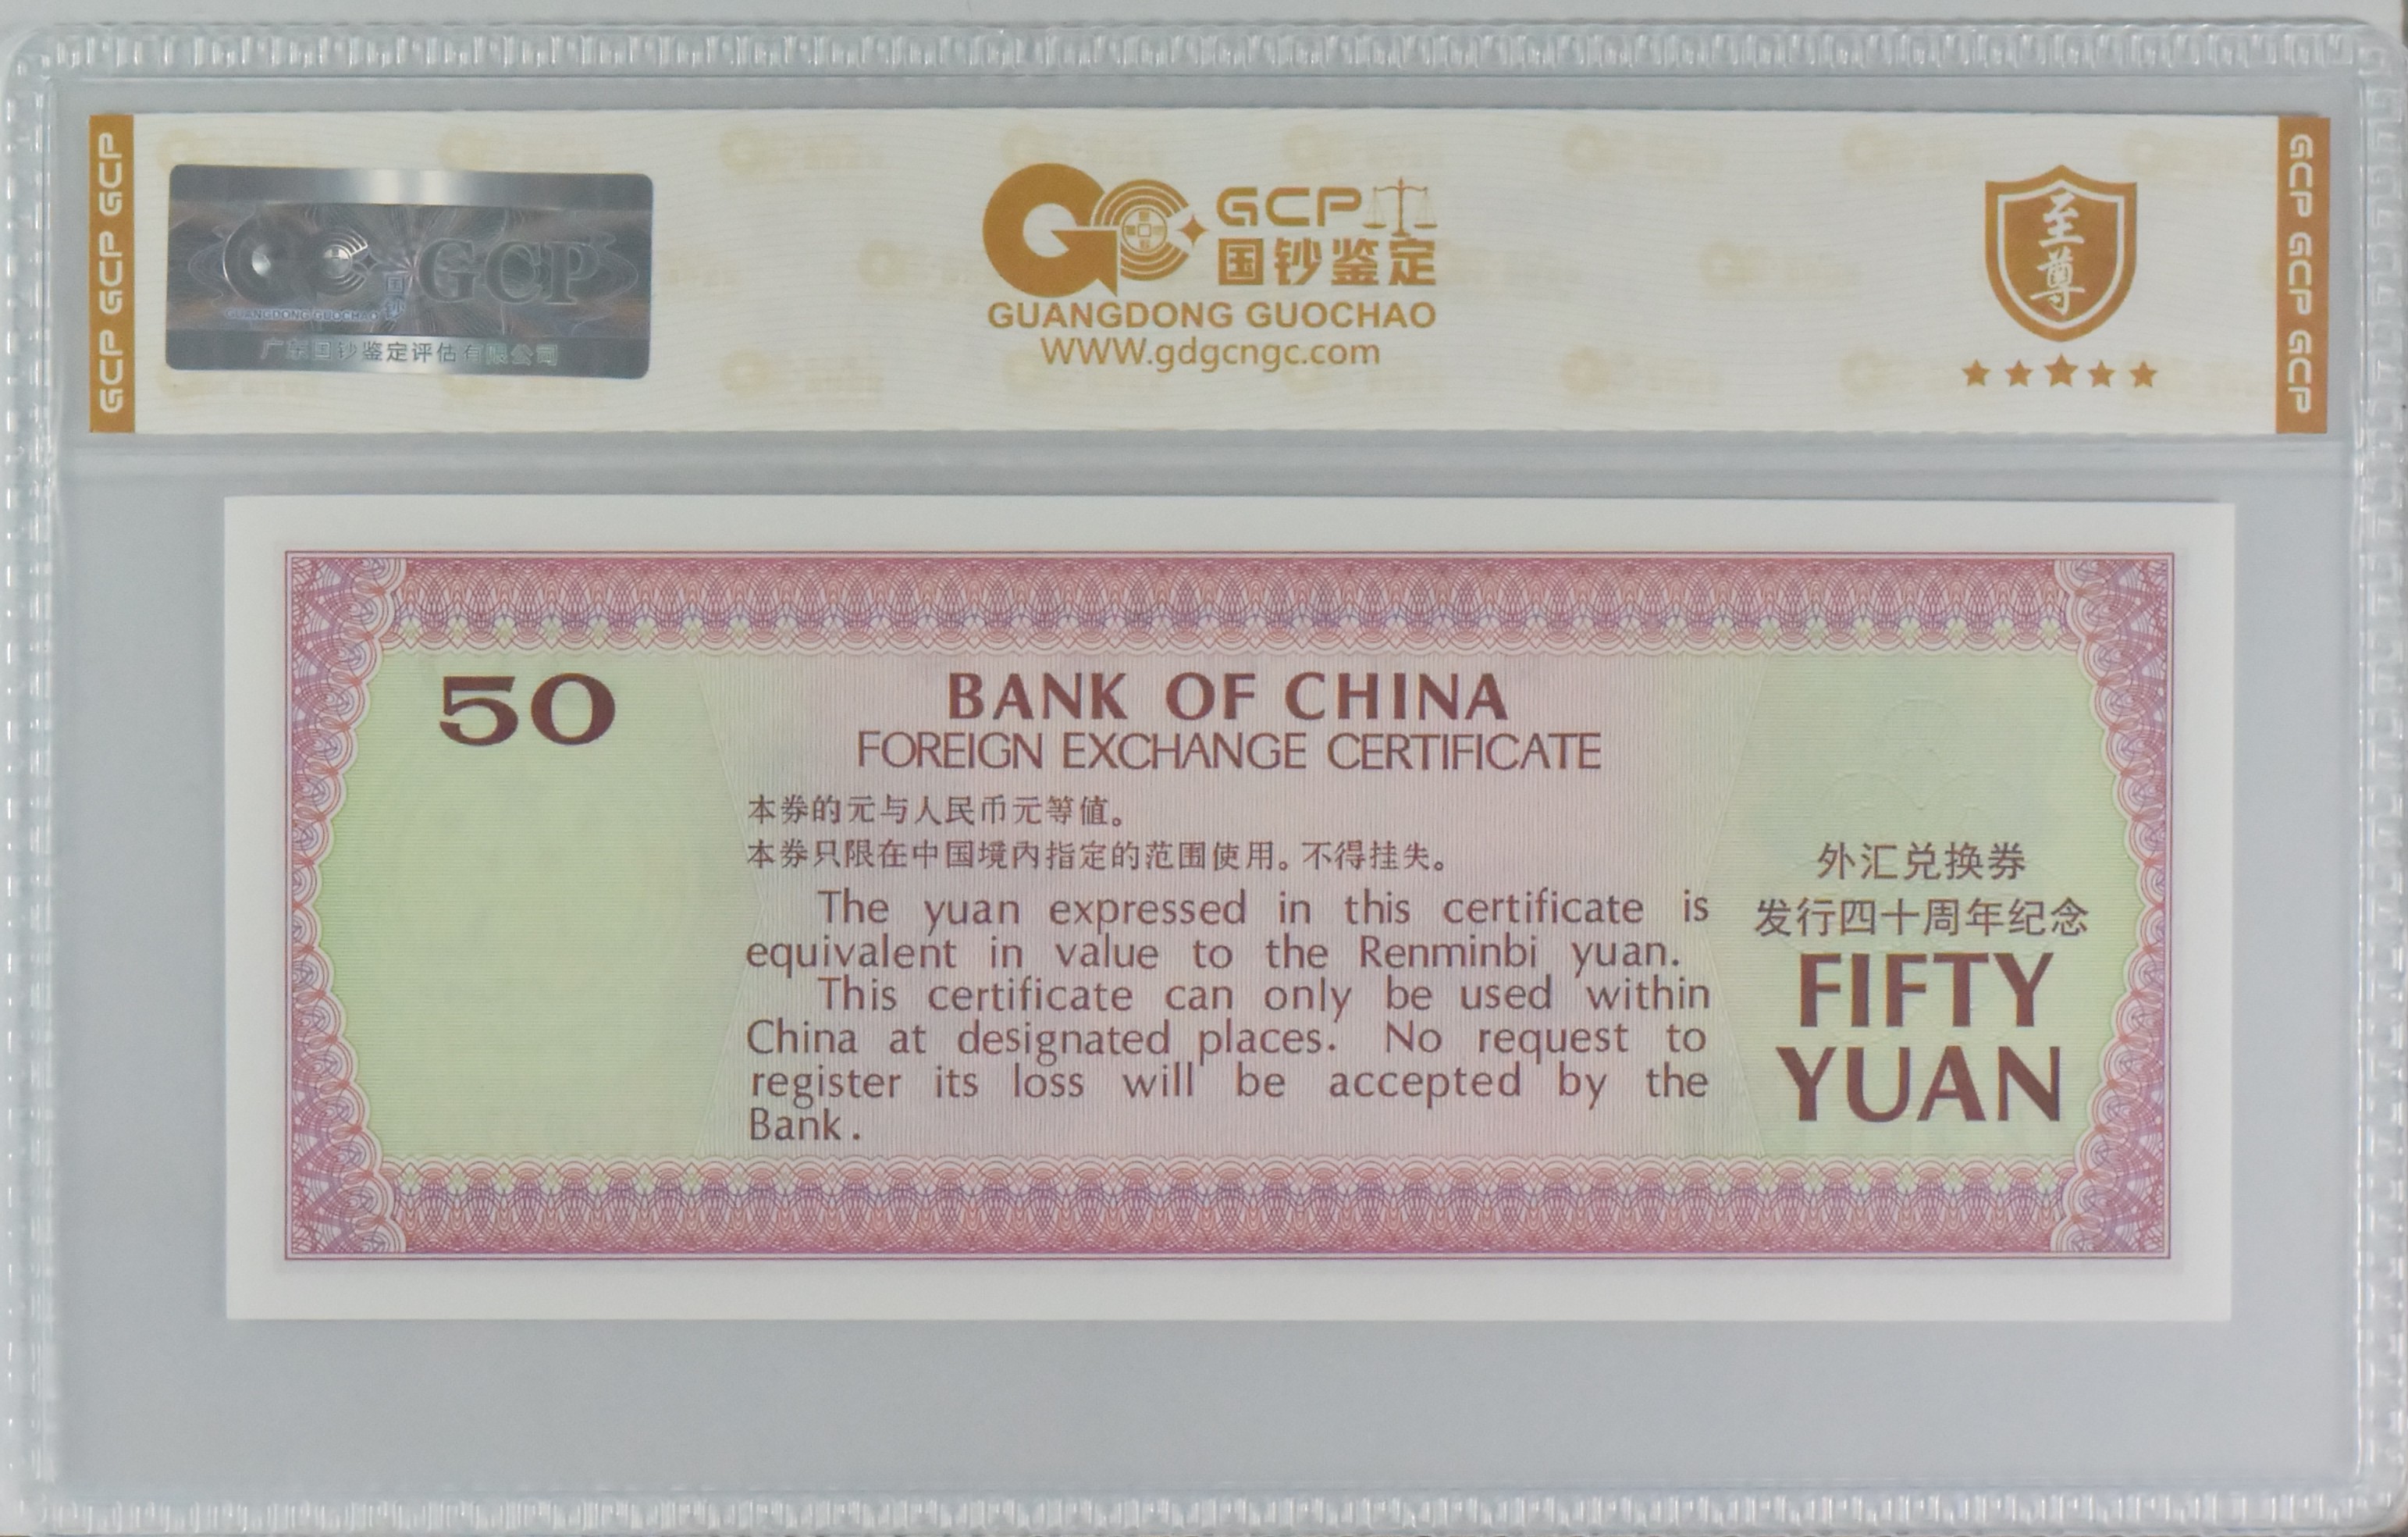 GCP GCP GCP
GCP
国钞
GUANGDONG GUOCHAO
广东国钞鉴定评估有限公司
GCP
国钞鉴定
GUANGDONG GUOCHAO
WWW.gdgcngc.com
至尊
GCP GCP GCP
50
BANK OF CHINA
FOREIGN EXCHANGE CERTIFICATE
本券的元与人民币元等值。
本券只限在中国境内指定的范围使用。不得挂失。
The yuan expressed in this certificate is
equivalent in value to the Renminbi yuan.
This certificate can only be used within
China at designated places. No request to
register its loss will be accepted by the
Bank.
外汇兑换券
发行四十周年纪念
FIFTY
YUAN